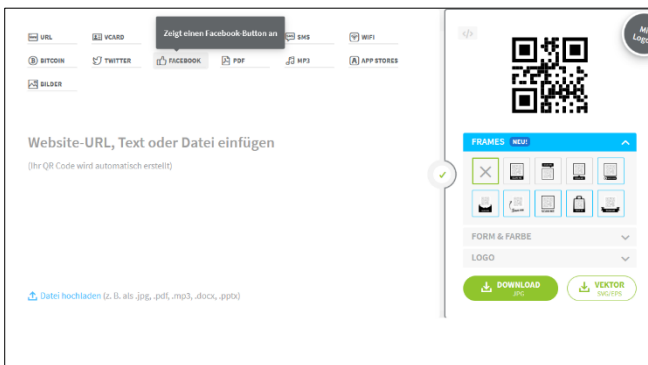 URL
VCARD
Zeigt einen Facebook-Button an
SMS
WIFI
BITCOIN
TWITTER
FACEBOOK
PDF
MP3
APP STORES
BILDER
Website-URL, Text oder Datei einfügen
(Ihr QR Code wird automatisch erstellt)
Datei hochladen (z. B. als .jpg, .pdf, .mp3, .docx, .pptx)
</> 
FRAMES NEU!
FORM & FARBE
LOGO
DOWNLOAD
JPG
VEKTOR
SVG/EPS